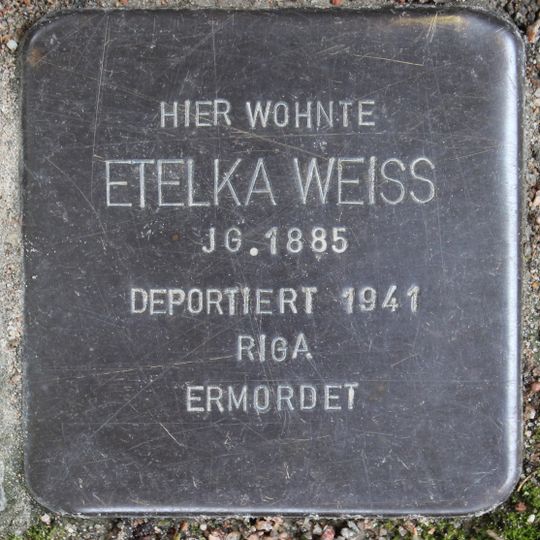 HIER WOHNTE
ETELKA WEISS
JG. 1885
DEPORTIERT 1941
RIGA
ERMORDET